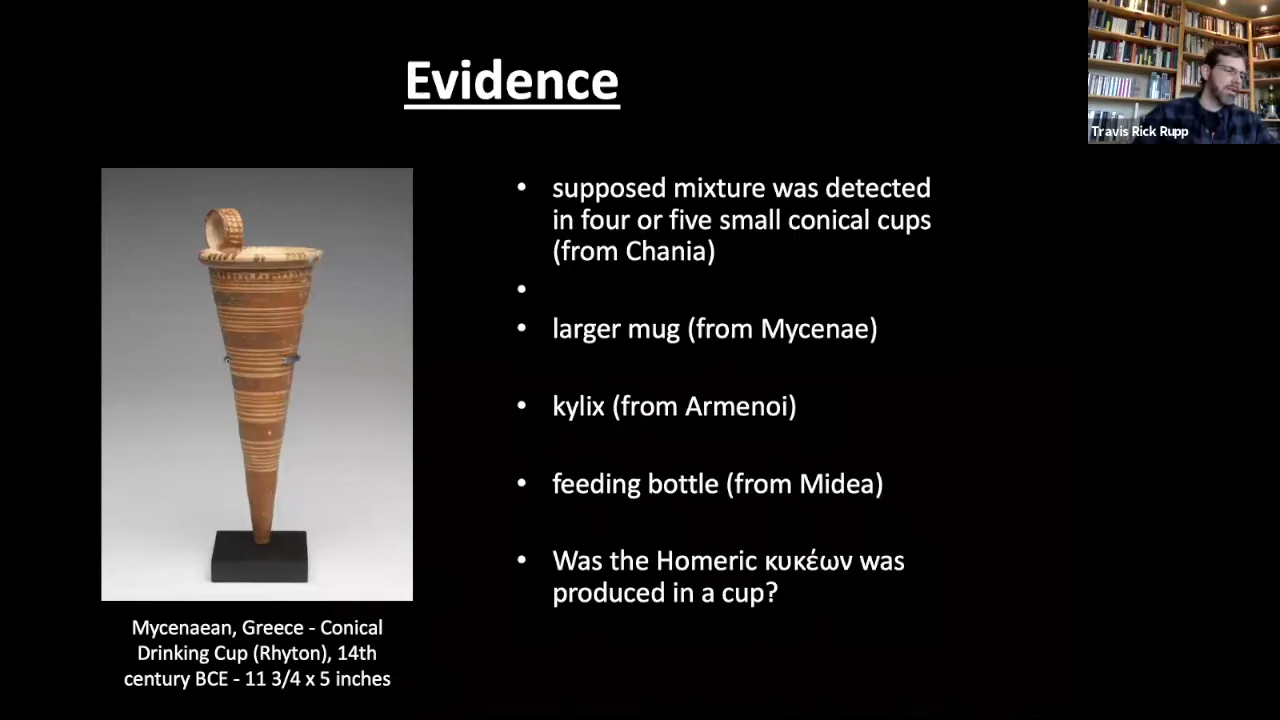 Evidence
Travis Rick Rupp
• supposed mixture was detected
in four or five small conical cups
(from Chania)
•
• larger mug (from Mycenae)
• kylix (from Armenoi)
• feeding bottle (from Midea)
• Was the Homeric κυκέων was
produced in a cup?
Mycenaean, Greece - Conical
Drinking Cup (Rhyton), 14th
century BCE - 11 3/4 x 5 inches